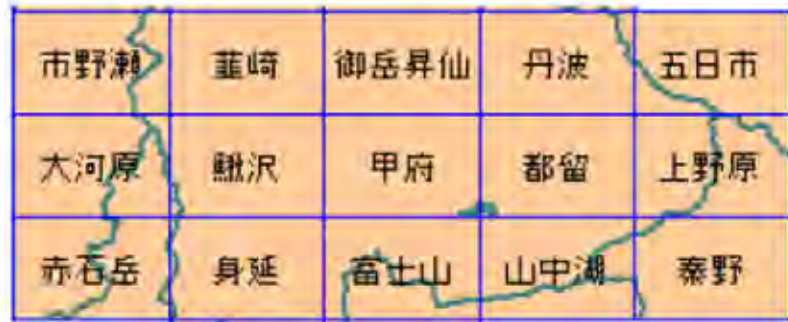 市野瀬 韮崎 御岳昇仙 丹波 五日市
大河原 鰍沢 甲府 都留 上野原
赤石岳 身延 富士山 山中湖 秦野